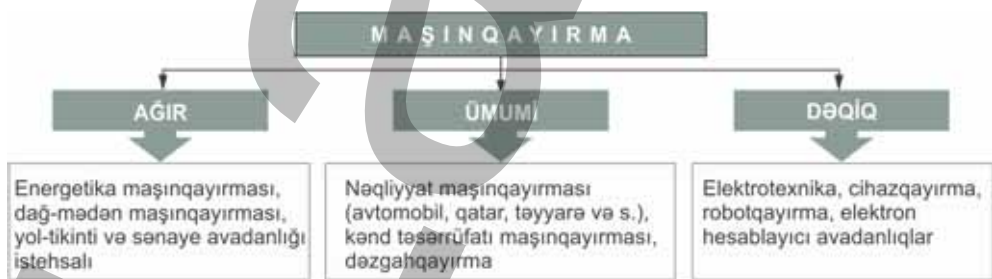 MAŞINQAYIRMA
AĞIR
ÜMUMİ
DƏQİQ
Energetika maşınqayırması,
dağ-mədən maşınqayırması,
yol-tikinti və sənaye avadanlığı
istehsalı
Nəqliyyat maşınqayırması
(avtomobil, qatar, təyyarə və s.),
kənd təsərrüfatı maşınqayırması,
dəzgahqayırma
Elektrotexnika, cihazqayırma,
robotqayırma, elektron
hesablayıcı avadanlıqlar